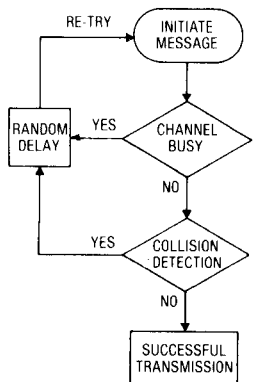 RE-TRY
INITIATE
MESSAGE
RANDOM
DELAY
YES
CHANNEL
BUSY
NO
YES
COLLISION
DETECTION
NO
SUCCESSFUL
TRANSMISSION